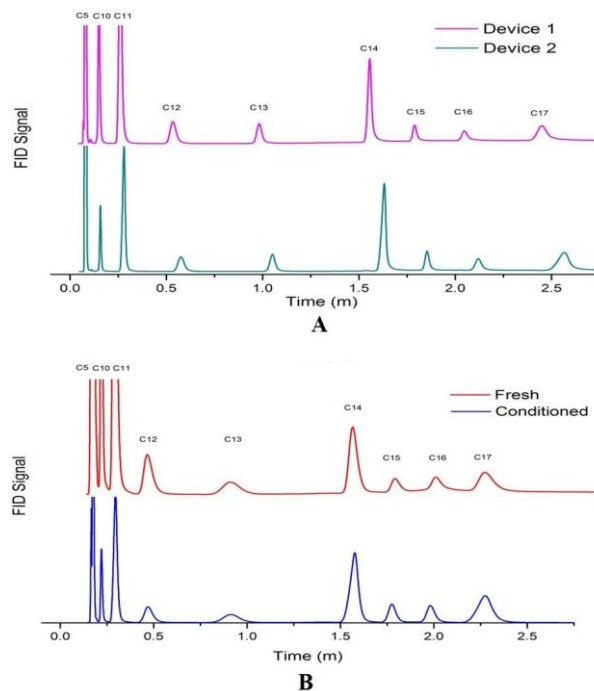 C5 C10 C11
C14
Device 1
Device 2
C12 C13 C15 C16 C17
FID Signal
0.0 0.5 1.0 1.5 2.0 2.5
Time (m)
A
C5 C10 C11
C14
Fresh
Conditioned
C12 C13 C15 C16 C17
FID Signal
0.0 0.5 1.0 1.5 2.0 2.5
Time (m)
B